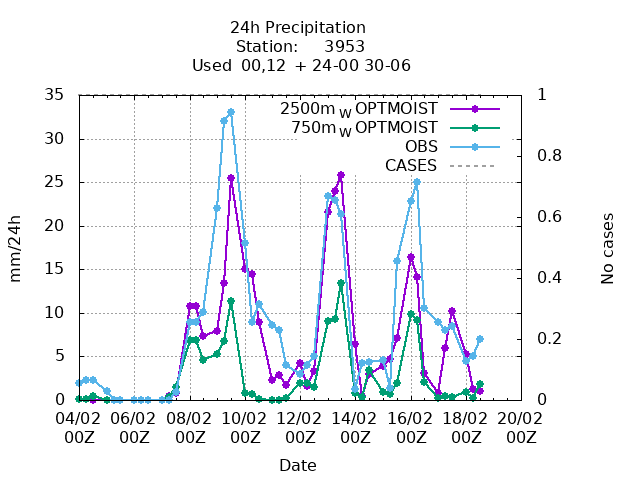 24h Precipitation
Station: 3953
Used 00,12 + 24-00 30-06
2500m W OPTMOIST
750m W OPTMOIST
OBS
CASES
35
30
25
20
15
10
5
0
1
0.8
0.6
0.4
0.2
0
mm/24h
No cases
04/02 06/02 08/02 10/02 12/02 14/02 16/02 18/02 20/02
00Z 00Z 00Z 00Z 00Z 00Z 00Z 00Z 00Z
Date